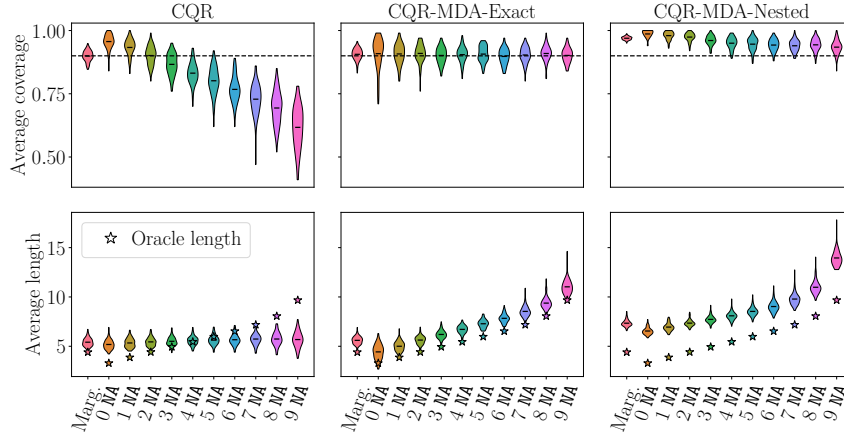 CQR
CQR-MDA-Exact
CQR-MDA-Nested
Average coverage
1.00
0.75
0.50
Average length
15
10
5
Oracle length
Marg.
0 NA
1 NA
2 NA
3 NA
4 NA
5 NA
6 NA
7 NA
8 NA
9 NA
Marg.
0 NA
1 NA
2 NA
3 NA
4 NA
5 NA
6 NA
7 NA
8 NA
9 NA
Marg.
0 NA
1 NA
2 NA
3 NA
4 NA
5 NA
6 NA
7 NA
8 NA
9 NA